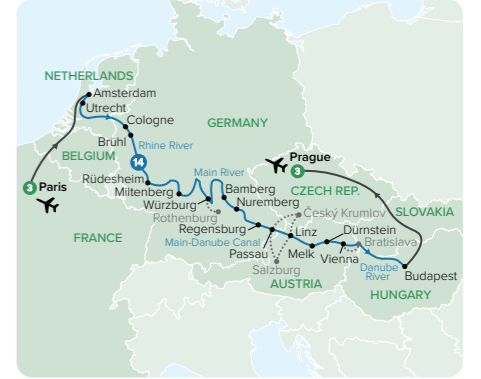 NETHERLANDS
Amsterdam
Utrecht
Cologne
GERMANY
Brühl
Rhine River
BELGIUM
14
Prague
3
Main River
Rüdesheim
3 Paris
Miltenberg
Bamberg
CZECH REP.
Würzburg
Nuremberg
Rothenburg
Český Krumlov
SLOVAKIA
Regensburg
Linz
Dürnstein
FRANCE
Main-Danube Canal
Bratislava
Passau
Melk
Vienna
Salzburg
Danube
River
Budapest
AUSTRIA
HUNGARY